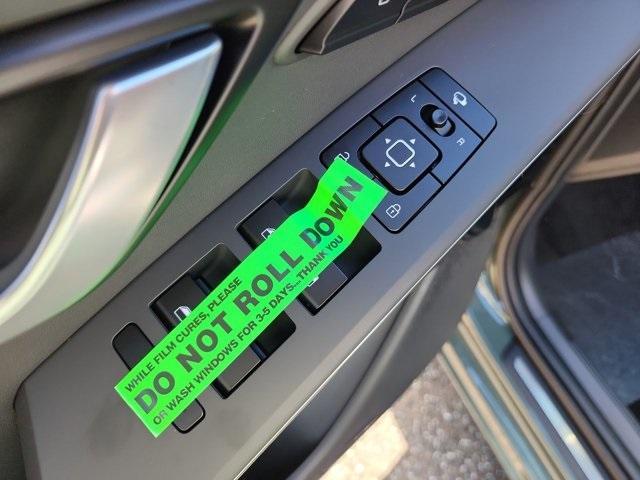 L
R
WHILE FILM CURES, PLEASE
DO NOT ROLL DOWN
OR WASH WINDOWS FOR 3-5 DAYS.... THANK YOU